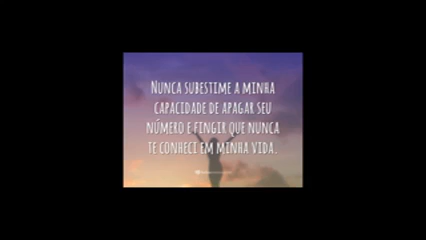 NUNCA SUBESTIME A MINHA
CAPACIDADE DE APAGAR SEU
NÚMERO E FINGIR QUE NUNCA
TE CONHECI EM MINHA VIDA.